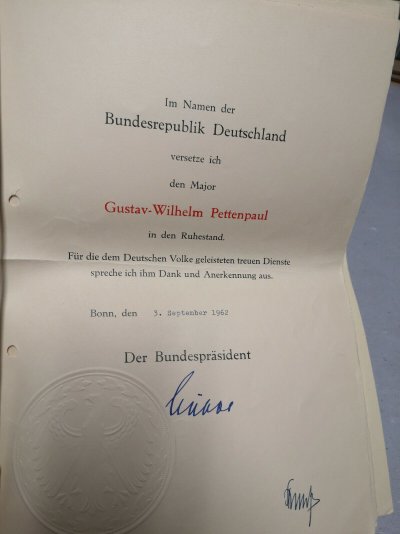 Im Namen der
Bundesrepublik Deutschland
versetze ich
den Major
Gustav-Wilhelm Pettenpaul
in den Ruhestand.
Für die dem Deutschen Volke geleisteten treuen Dienste
spreche ich ihm Dank und Anerkennung aus.
Bonn, den 3. September 1962
Der Bundespräsident